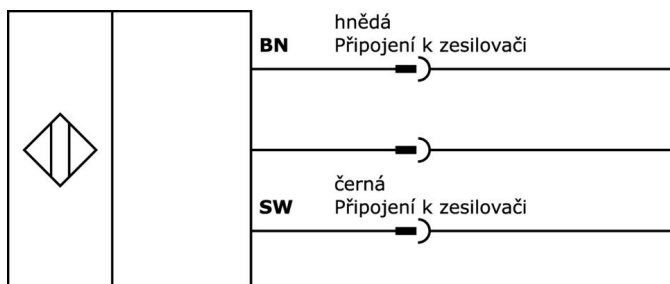 hnědá
BN Připojení k zesilovači
černá
SW Připojení k zesilovači